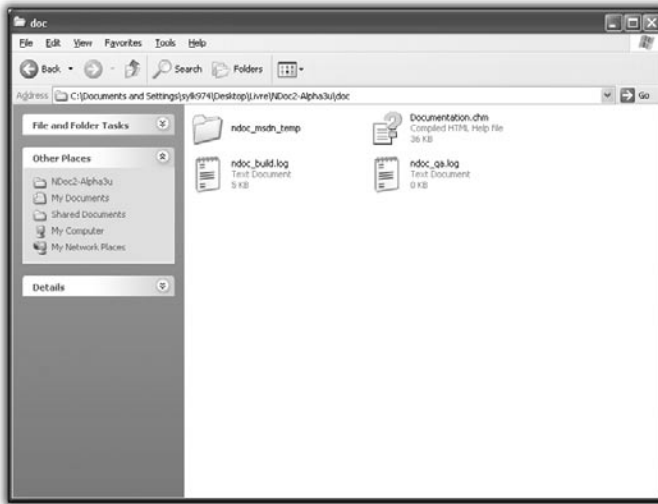 doc
File Edit View Favorites Tools Help
Back Search Folders
Address C:\Documents and Settings\sylk974\Desktop\Livre\NDoc2-Alpha3u\doc Go
File and Folder Tasks
Other Places
NDoc2-Alpha3u
My Documents
Shared Documents
My Computer
My Network Places
Details
ndoc_msdn_temp
Documentation.chm
Compiled HTML Help file
36 KB
ndoc_build.log
Text Document
5 KB
ndoc_qa.log
Text Document
0 KB